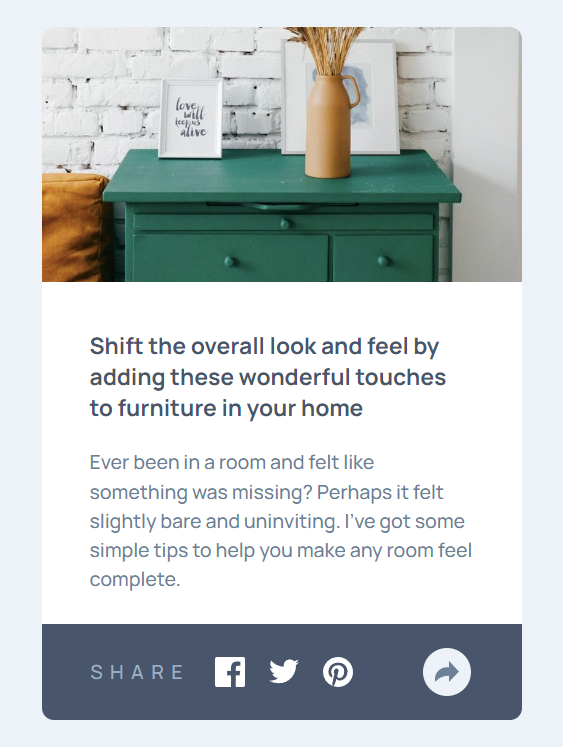 love
will
keep us
alive
Shift the overall look and feel by
adding these wonderful touches
to furniture in your home
Ever been in a room and felt like
something was missing? Perhaps it felt
slightly bare and uninviting. I've got some
simple tips to help you make any room feel
complete.
SHARE